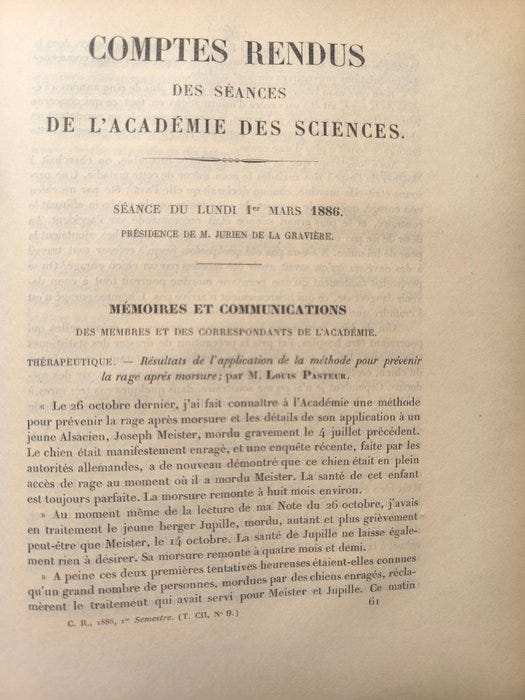 COMPTES RENDUS
DES SÉANCES
DE L'ACADÉMIE DES SCIENCES.
SÉANCE DU LUNDI 1er MARS 1886.
PRÉSIDENCE DE M. JURIEN DE LA GRAVIÈRE.
MÉMOIRES ET COMMUNICATIONS
DES MEMBRES ET DES CORRESPONDANTS DE L'ACADÉMIE.
THÉRAPEUTIQUE. — Résultats de l'application de la méthode pour prévenir
la rage après morsure; par M. Louis Pasteur.
« Le 26 octobre dernier, j'ai fait connaître à l'Académie une méthode
pour prévenir la rage après morsure et les détails de son application à un
jeune Alsacien, Joseph Meister, mordu gravement le 4 juillet précédent.
Le chien était manifestement enragé, et une enquête récente, faite par les
autorités allemandes, a de nouveau démontré que ce chien était en plein
accès de rage au moment où il a mordu Meister. La santé de cet enfant
est toujours parfaite. La morsure remonte à huit mois environ.
» Au moment même de la lecture de ma Note du 26 octobre, j'avais
en traitement le jeune berger Jupille, mordu, autant et plus grièvement
peut-être que Meister, le 14 octobre. La santé de Jupille ne laisse égale-
ment rien à désirer. Sa morsure remonte à quatre mois et demi.
» A peine ces deux premières tentatives heureuses étaient-elles connues
qu'un grand nombre de personnes, mordues par des chiens enragés, récla-
mèrent le traitement qui avait servi pour Meister et Jupille. Ce matin
C. R., 1886, 1er Semestre. (T. CII, N° 9.)
61